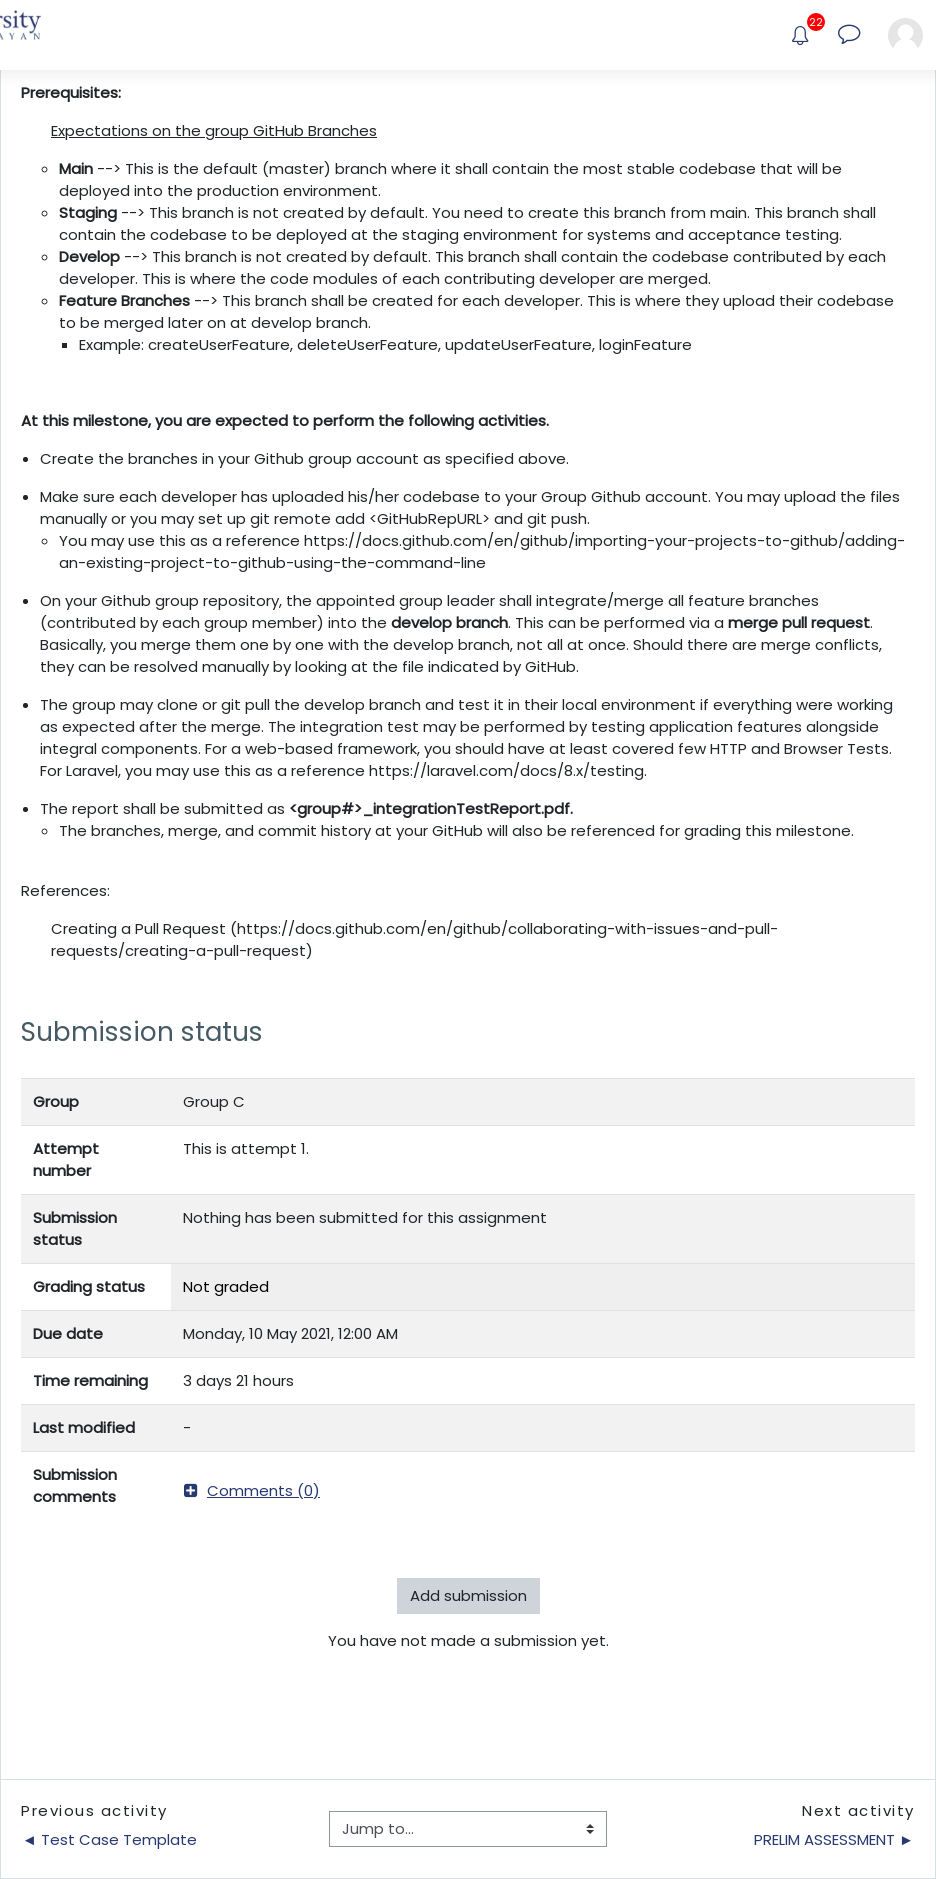 rsity
AYAN
22
Prerequisites:
Expectations on the group GitHub Branches
Main --> This is the default (master) branch where it shall contain the most stable codebase that will be
deployed into the production environment.
Staging --> This branch is not created by default. You need to create this branch from main. This branch shall
contain the codebase to be deployed at the staging environment for systems and acceptance testing.
Develop --> This branch is not created by default. This branch shall contain the codebase contributed by each
developer. This is where the code modules of each contributing developer are merged.
Feature Branches --> This branch shall be created for each developer. This is where they upload their codebase
to be merged later on at develop branch.
Example: createUserFeature, deleteUserFeature, updateUserFeature, loginFeature
At this milestone, you are expected to perform the following activities.
Create the branches in your Github group account as specified above.
Make sure each developer has uploaded his/her codebase to your Group Github account. You may upload the files
manually or you may set up git remote add <GitHubRepURL> and git push.
You may use this as a reference https://docs.github.com/en/github/importing-your-projects-to-github/adding-
an-existing-project-to-github-using-the-command-line
On your Github group repository, the appointed group leader shall integrate/merge all feature branches
(contributed by each group member) into the develop branch. This can be performed via a merge pull request.
Basically, you merge them one by one with the develop branch, not all at once. Should there are merge conflicts,
they can be resolved manually by looking at the file indicated by GitHub.
The group may clone or git pull the develop branch and test it in their local environment if everything were working
as expected after the merge. The integration test may be performed by testing application features alongside
integral components. For a web-based framework, you should have at least covered few HTTP and Browser Tests.
For Laravel, you may use this as a reference https://laravel.com/docs/8.x/testing.
The report shall be submitted as <group#>_integrationTestReport.pdf.
The branches, merge, and commit history at your GitHub will also be referenced for grading this milestone.
References:
Creating a Pull Request (https://docs.github.com/en/github/collaborating-with-issues-and-pull-
requests/creating-a-pull-request)
Submission status
Group Group C
Attempt This is attempt 1.
number
Submission Nothing has been submitted for this assignment
status
Grading status Not graded
Due date Monday, 10 May 2021, 12:00 AM
Time remaining 3 days 21 hours
Last modified -
Submission
comments
Comments (0)
Add submission
You have not made a submission yet.
Previous activity
◄ Test Case Template
Jump to...
Next activity
PRELIM ASSESSMENT ►